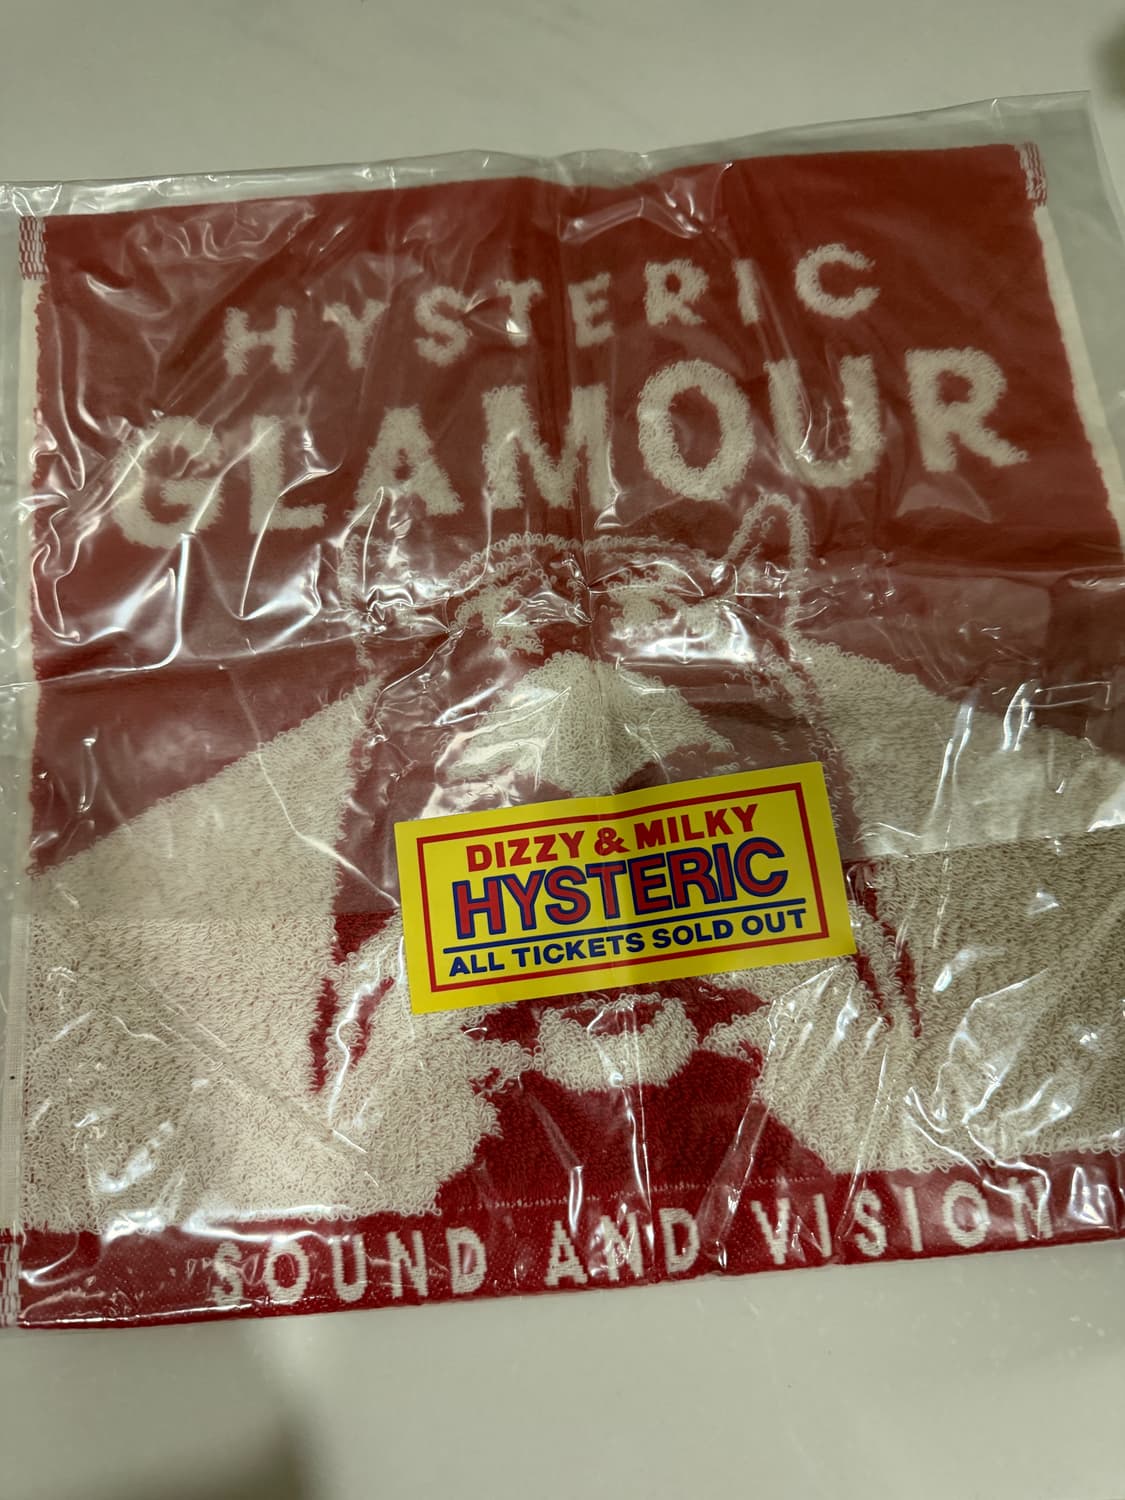 HYSTERIC
GLAMOUR
DIZZY & MILKY
HYSTERIC
ALL TICKETS SOLD OUT
SOUND AND VISION